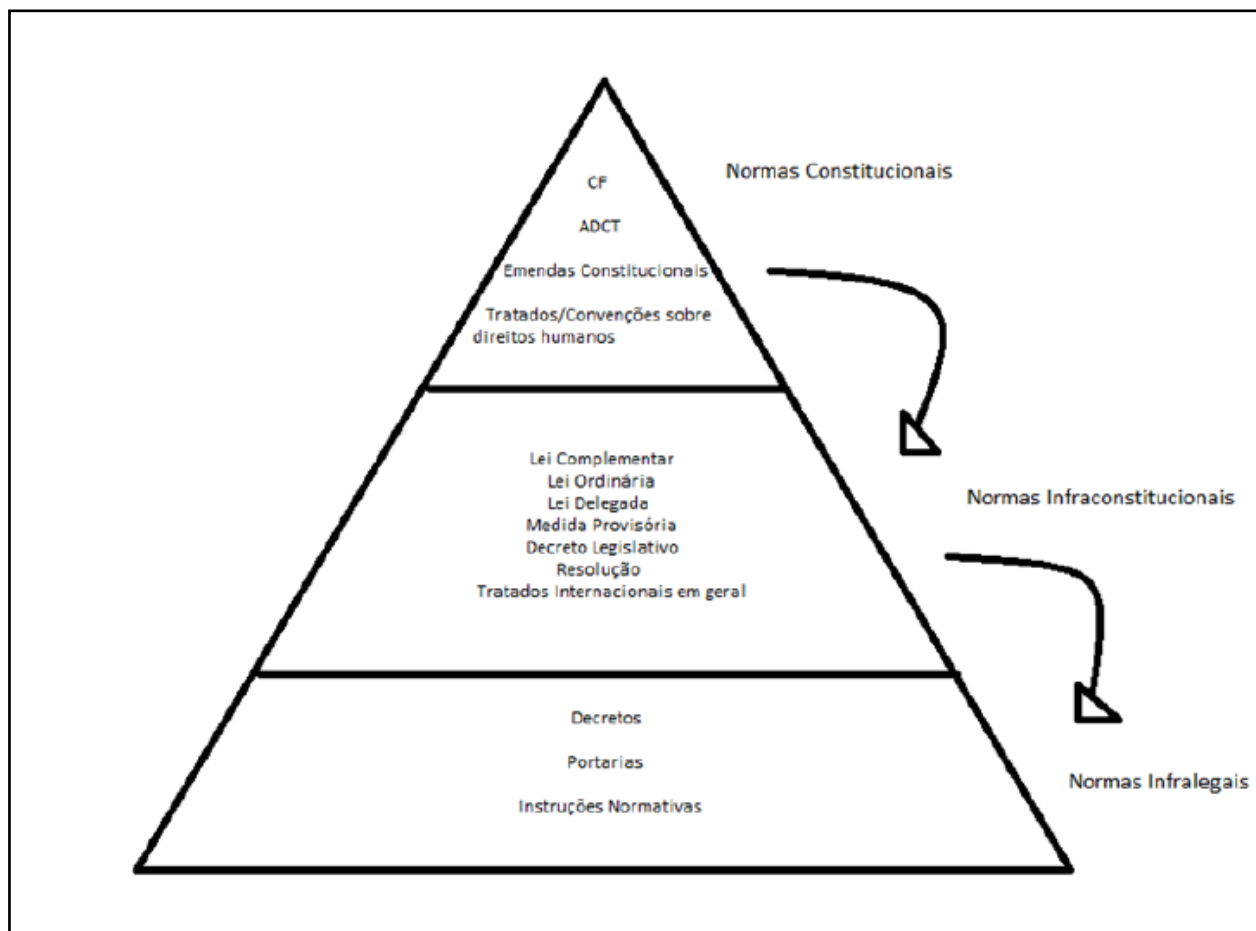 CF
Normas Constitucionais
ADCT
Emendas Constitucionais
Tratados/Convenções sobre
direitos humanos
Lei Complementar
Lei Ordinária
Lei Delegada
Medida Provisória
Decreto Legislativo
Resolução
Tratados Internacionais em geral
Normas Infraconstitucionais
Decretos
Portarias
Instruções Normativas
Normas Infralegais